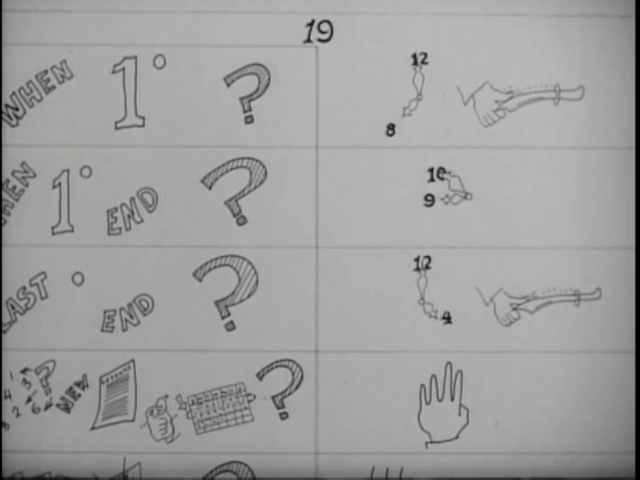 19
WHEN 1° ? 12 8
WHEN 1° END ? 10 9
LAST ° END ? 12 4
? NEW ?